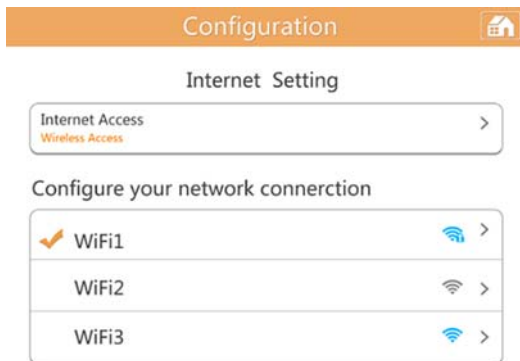 Configuration
Internet Setting
Internet Access
Wireless Access
Configure your network connerction
WiFi1
WiFi2
WiFi3